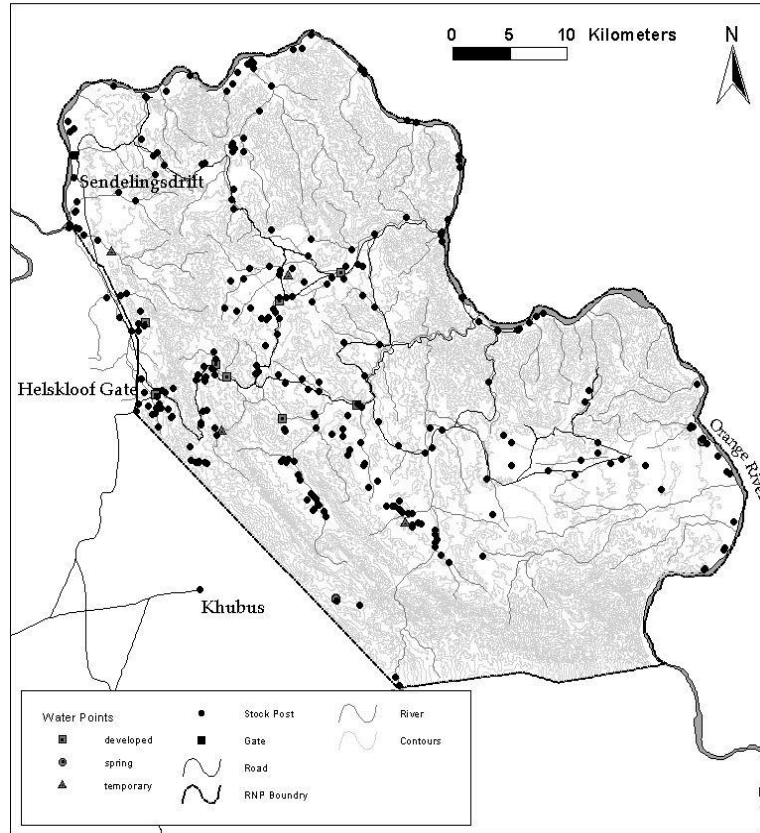 0 5 10 Kilometers
N
Sendelingsdrift
Helskloof Gate
Orange River
Khubus
Water Points
developed
spring
temporary
Stock Post
Gate
Road
RNP Boundry
River
Contours